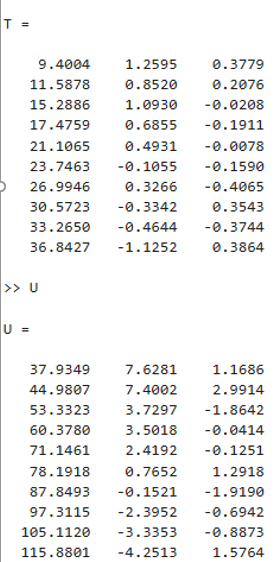 T =
9.4004 1.2595 0.3779
11.5878 0.8520 0.2076
15.2886 1.0930 -0.0208
17.4759 0.6855 -0.1911
21.1065 0.4931 -0.0078
23.7463 -0.1055 -0.1590
26.9946 0.3266 -0.4065
30.5723 -0.3342 0.3543
33.2650 -0.4644 -0.3744
36.8427 -1.1252 0.3864
>> U
U =
37.9349 7.6281 1.1686
44.9807 7.4002 2.9914
53.3323 3.7297 -1.8642
60.3780 3.5018 -0.0414
71.1461 2.4192 -0.1251
78.1918 0.7652 1.2918
87.8493 -0.1521 -1.9190
97.3115 -2.3952 -0.6942
105.1120 -3.3353 -0.8873
115.8801 -4.2513 1.5764